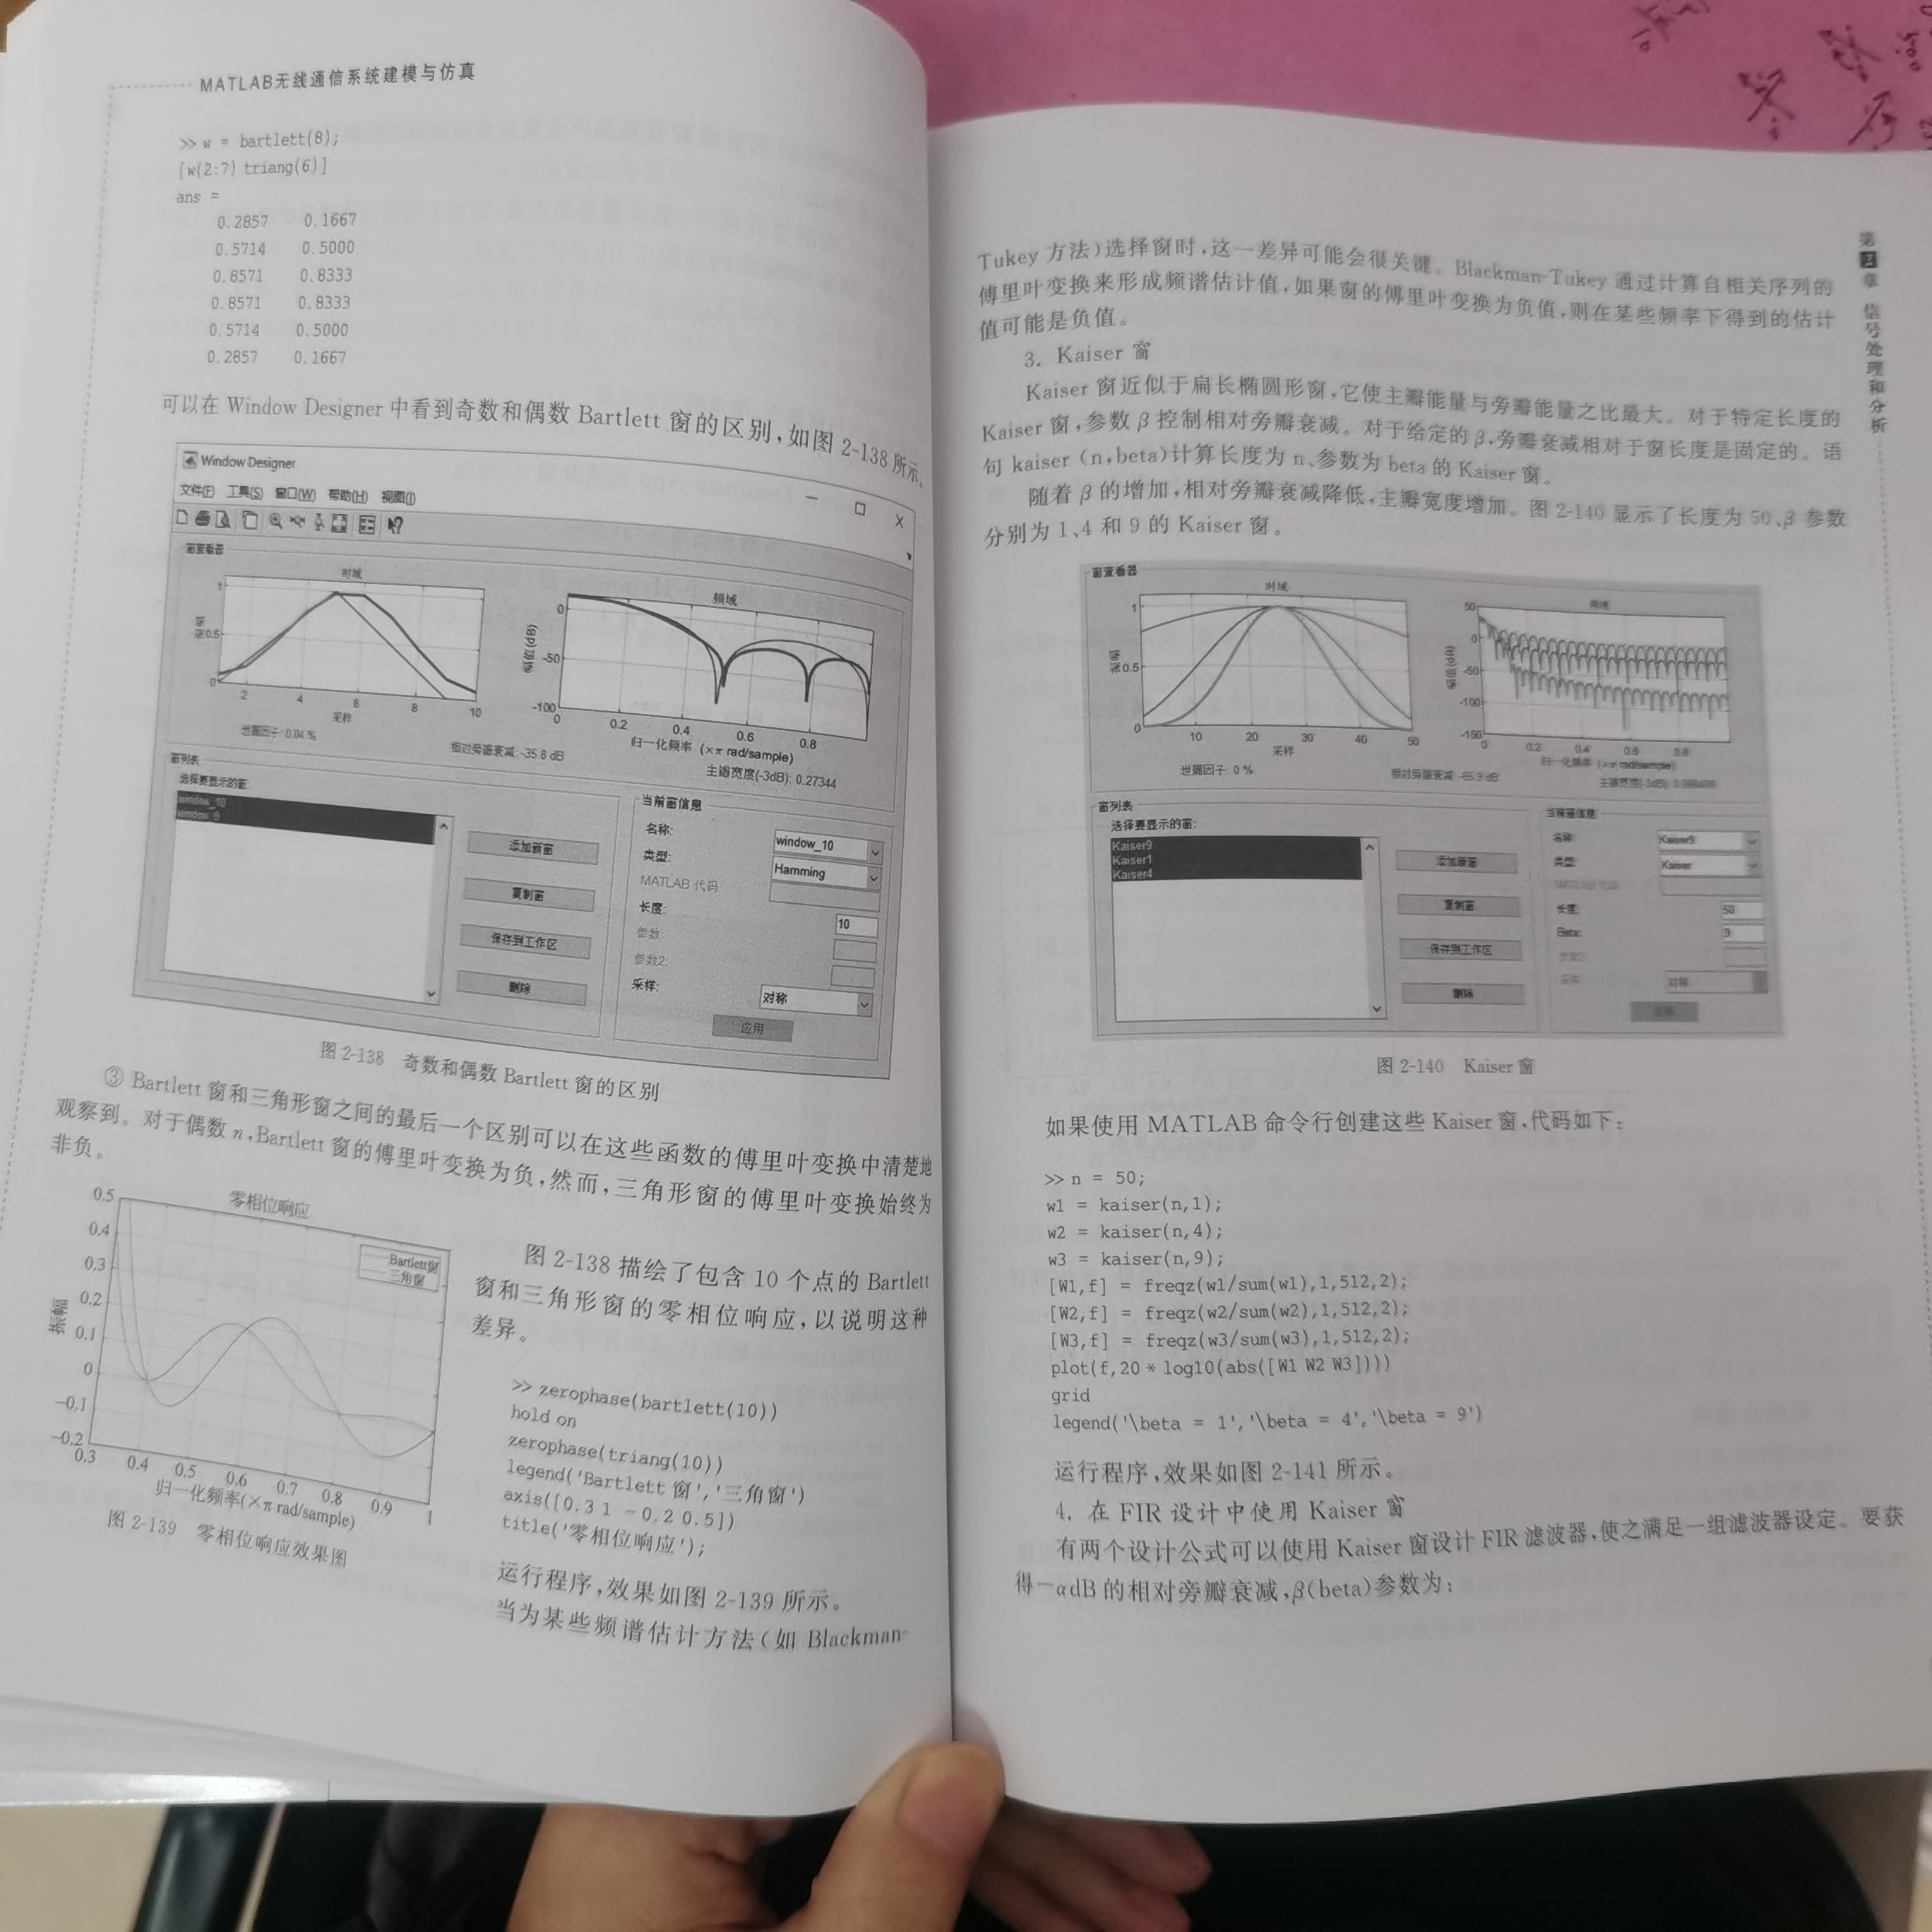 MATLAB无线通信系统建模与仿真
>> w = bartlett(8);
[w(2:7) triang(6)]
ans =
0.2857 0.1667
0.5714 0.5000
0.8571 0.8333
0.8571 0.8333
0.5714 0.5000
0.2857 0.1667
可以在 Window Designer 中看到奇数和偶数 Bartlett 窗的区别,如图 2-138 所示。
Window Designer
文件(F) 工具(S) 窗口(W) 帮助(H) 视图(I)
窗查看器
时域
1
0.5
0
2 4 6 8 10
采样
频域
幅值(dB)
0
-50
-100
0 0.2 0.4 0.6 0.8
归一化频率 (×π rad/sample)
泄漏因子: 0.04 %
相对旁瓣衰减: -35.8 dB
主瓣宽度(-3dB): 0.27344
窗列表
选择要显示的窗:
window_10
window_9
添加新窗
复制窗
保存到工作区
删除
当前窗信息
名称: window_10
类型: Hamming
MATLAB 代码
长度: 10
参数:
参数2:
采样: 对称
应用
图 2-138 奇数和偶数 Bartlett 窗的区别
③ Bartlett 窗和三角形窗之间的最后一个区别可以在这些函数的傅里叶变换中清楚地
观察到。对于偶数 n,Bartlett 窗的傅里叶变换为负,然而,三角形窗的傅里叶变换始终为
非负。
零相位响应
Bartlett窗
三角窗
振幅
0.5
0.4
0.3
0.2
0.1
0
-0.1
-0.2
0.3 0.4 0.5 0.6 0.7 0.8 0.9 1
归一化频率(×π rad/sample)
图 2-139 零相位响应效果图
图 2-138 描绘了包含 10 个点的 Bartlett
窗和三角形窗的零相位响应,以说明这种
差异。
>> zerophase(bartlett(10))
hold on
zerophase(triang(10))
legend('Bartlett 窗','三角窗')
axis([0.3 1 -0.2 0.5])
title('零相位响应');
运行程序,效果如图 2-139 所示。
当为某些频谱估计方法(如 Blackman-
第2章 信号处理和分析
Tukey 方法)选择窗时,这一差异可能会很关键。Blackman-Tukey 通过计算自相关序列的
傅里叶变换来形成频谱估计值,如果窗的傅里叶变换为负值,则在某些频率下得到的估计
值可能是负值。
3. Kaiser 窗
Kaiser 窗近似于扁长椭圆形窗,它使主瓣能量与旁瓣能量之比最大。对于特定长度的
Kaiser 窗,参数 β 控制相对旁瓣衰减。对于给定的 β,旁瓣衰减相对于窗长度是固定的。语
句 kaiser (n,beta)计算长度为 n、参数为 beta 的 Kaiser 窗。
随着 β 的增加,相对旁瓣衰减降低,主瓣宽度增加。图 2-140 显示了长度为 50、β 参数
分别为 1、4 和 9 的 Kaiser 窗。
窗查看器
时域
1
0.5
0
10 20 30 40 50
采样
50
0
-50
-100
-150
0 0.2 0.4 0.6 0.8
归一化频率 (×π rad/sample)
泄漏因子: 0 %
相对旁瓣衰减
窗列表
选择要显示的窗:
Kaiser9
Kaiser1
Kaiser4
添加新窗
复制窗
保存到工作区
删除
当前窗信息
名称: Kaiser9
类型: Kaiser
MATLAB 代码
长度: 50
Beta: 9
参数2:
采样: 对称
图 2-140 Kaiser 窗
如果使用 MATLAB 命令行创建这些 Kaiser 窗,代码如下:
>> n = 50;
w1 = kaiser(n,1);
w2 = kaiser(n,4);
w3 = kaiser(n,9);
[W1,f] = freqz(w1/sum(w1),1,512,2);
[W2,f] = freqz(w2/sum(w2),1,512,2);
[W3,f] = freqz(w3/sum(w3),1,512,2);
plot(f,20 * log10(abs([W1 W2 W3])))
grid
legend('\beta = 1','\beta = 4','\beta = 9')
运行程序,效果如图 2-141 所示。
4. 在 FIR 设计中使用 Kaiser 窗
有两个设计公式可以使用 Kaiser 窗设计 FIR 滤波器,使之满足一组滤波器设定。要获
得−αdB 的相对旁瓣衰减,β(beta)参数为: